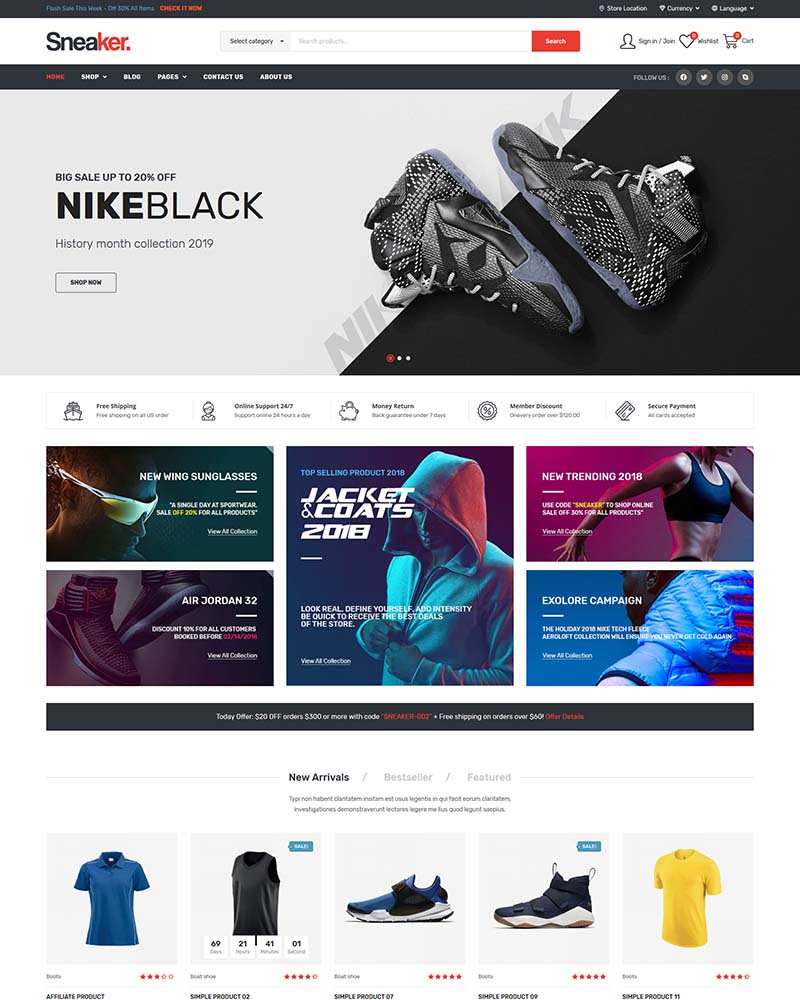 Flash Sale This Week - Off 30% All Items CHECK IT NOW
Store Location Currency Language
Sneaker.
Select category Search products... Search
Sign in / Join 0 Wishlist 0 Cart
HOME SHOP BLOG PAGES CONTACT US ABOUT US
FOLLOW US :
BIG SALE UP TO 20% OFF
NIKEBLACK
History month collection 2019
SHOP NOW
Free Shipping
Free shipping on all US order
Online Support 24/7
Support online 24 hours a day
Money Return
Back guarantee under 7 days
Member Discount
Onevery order over $120.00
Secure Payment
All cards accepted
NEW WING SUNGLASSES
"A SINGLE DAY AT SPORTWEAR.
SALE OFF 20% FOR ALL PRODUCTS"
View All Collection
AIR JORDAN 32
DISCOUNT 10% FOR ALL CUSTOMERS
BOOKED BEFORE 02/14/2018
View All Collection
TOP SELLING PRODUCT 2018
JACKET
&COATS
2018
LOOK REAL. DEFINE YOURSELF. ADD INTENSITY
BE QUICK TO RECEIVE THE BEST DEALS
OF THE STORE.
View All Collection
NEW TRENDING 2018
USE CODE "SNEAKER" TO SHOP ONLINE
SALE OFF 30% FOR ALL PRODUCTS"
View All Collection
EXOLORE CAMPAIGN
THE HOLIDAY 2018 NIKE TECH FLEECE
AEROLOFT COLLECTION WILL ENSURE YOU NEVER GET COLD AGAIN
View All Collection
Today Offer: $20 OFF orders $300 or more with code "SNEAKER-002" + Free shipping on orders over $60! Offer Details
New Arrivals / Bestseller / Featured
Typi non habent claritatem insitam est usus legentis in qui facit eorum claritatem,
investigationes demonstraverunt lectores legere me lius quod legunt saepius.
SALE!
SALE!
69 21 41 01
Days Hours Minutes Second
Boots Boat shoe Boat shoe Boots Boots
AFFILIATE PRODUCT SIMPLE PRODUCT 02 SIMPLE PRODUCT 07 SIMPLE PRODUCT 09 SIMPLE PRODUCT 11